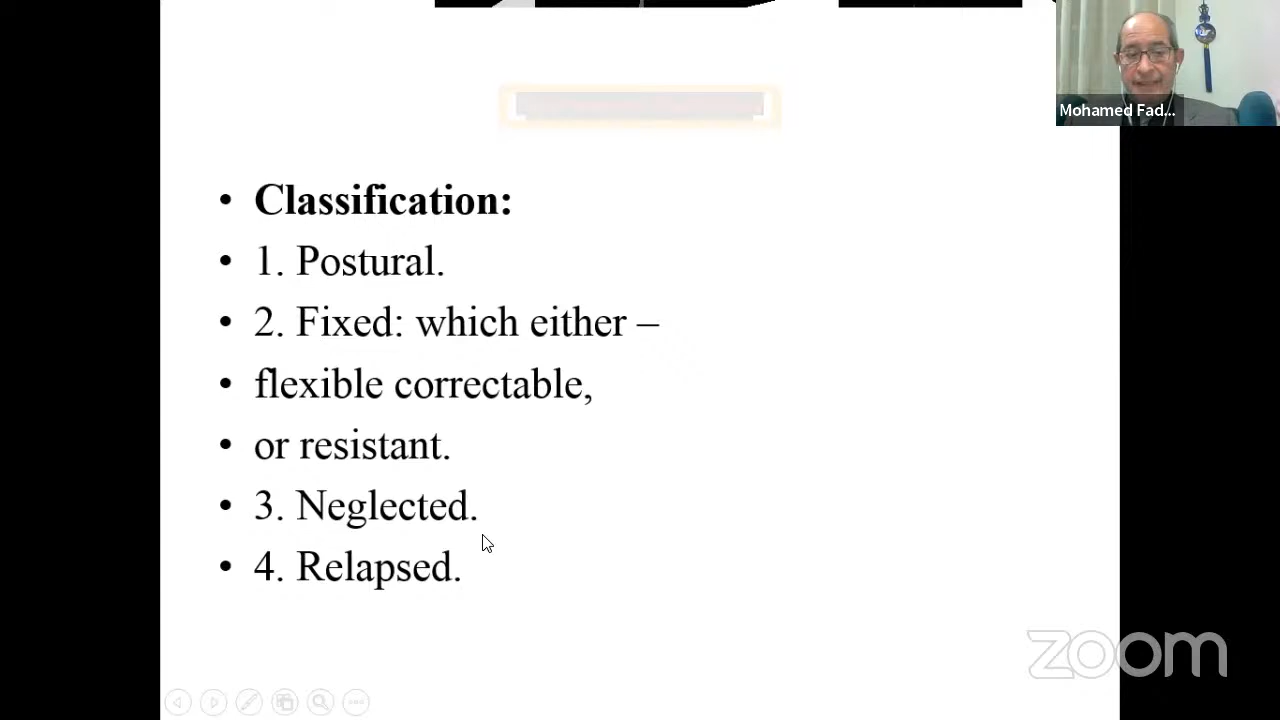 Mohamed Fad...
• Classification:
• 1. Postural.
• 2. Fixed: which either –
• flexible correctable,
• or resistant.
• 3. Neglected.
• 4. Relapsed.
zoom